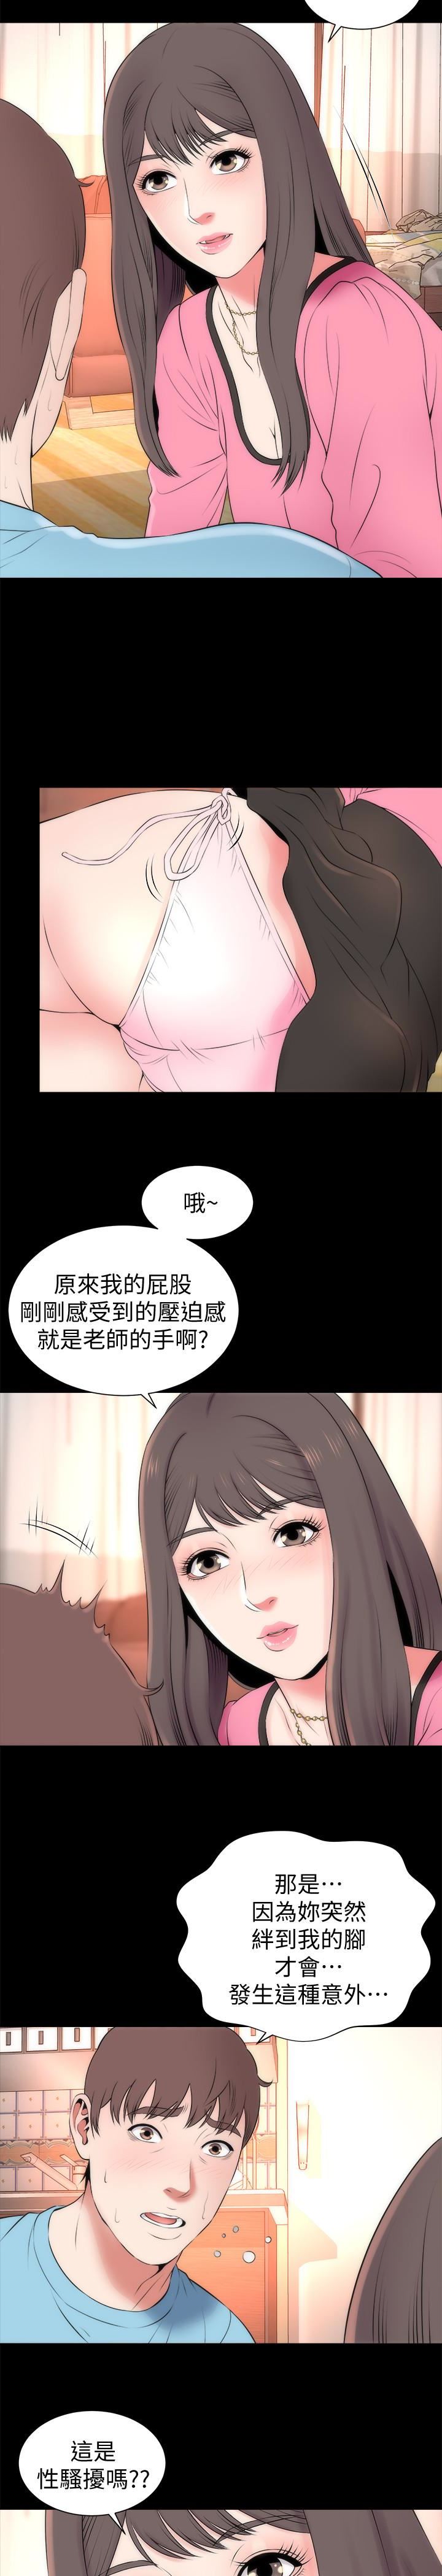 哦~
原來我的屁股
剛剛感受到的壓迫感
就是老師的手啊?
那是…
因為妳突然
絆到我的腳
才會…
發生這種意外…
這是
性騷擾嗎??